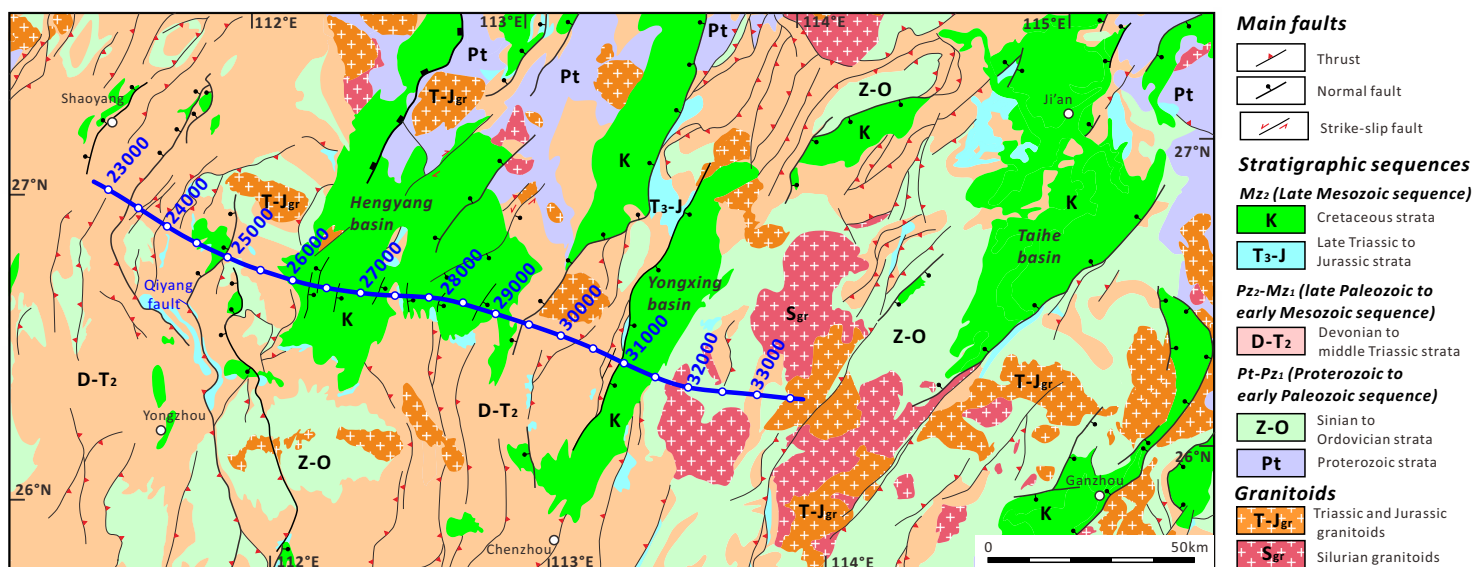 112°E
113°E
114°E
115°E
Pt
Pt
Pt
Pt
T-Jgr
Z-O
K
Shaoyang
Ji'an
27°N
27°N
23000
24000
25000
26000
27000
28000
29000
30000
31000
32000
33000
T-Jgr
Hengyang
basin
K
T3-J
K
Taihe
basin
Qiyang
fault
K
Yongxing
basin
Sgr
Z-O
D-T2
D-T2
K
T-Jgr
Yongzhou
Z-O
26°N
26°N
Ganzhou
K
T-Jgr
Chenzhou
112°E
113°E
114°E
0
50km
Main faults
Thrust
Normal fault
Strike-slip fault
Stratigraphic sequences
Mz2 (Late Mesozoic sequence)
K
Cretaceous strata
T3-J
Late Triassic to
Jurassic strata
Pz2-Mz1 (late Paleozoic to
early Mesozoic sequence)
D-T2
Devonian to
middle Triassic strata
Pt-Pz1 (Proterozoic to
early Paleozoic sequence)
Z-O
Sinian to
Ordovician strata
Pt
Proterozoic strata
Granitoids
T-Jgr
Triassic and Jurassic
granitoids
Sgr
Silurian granitoids